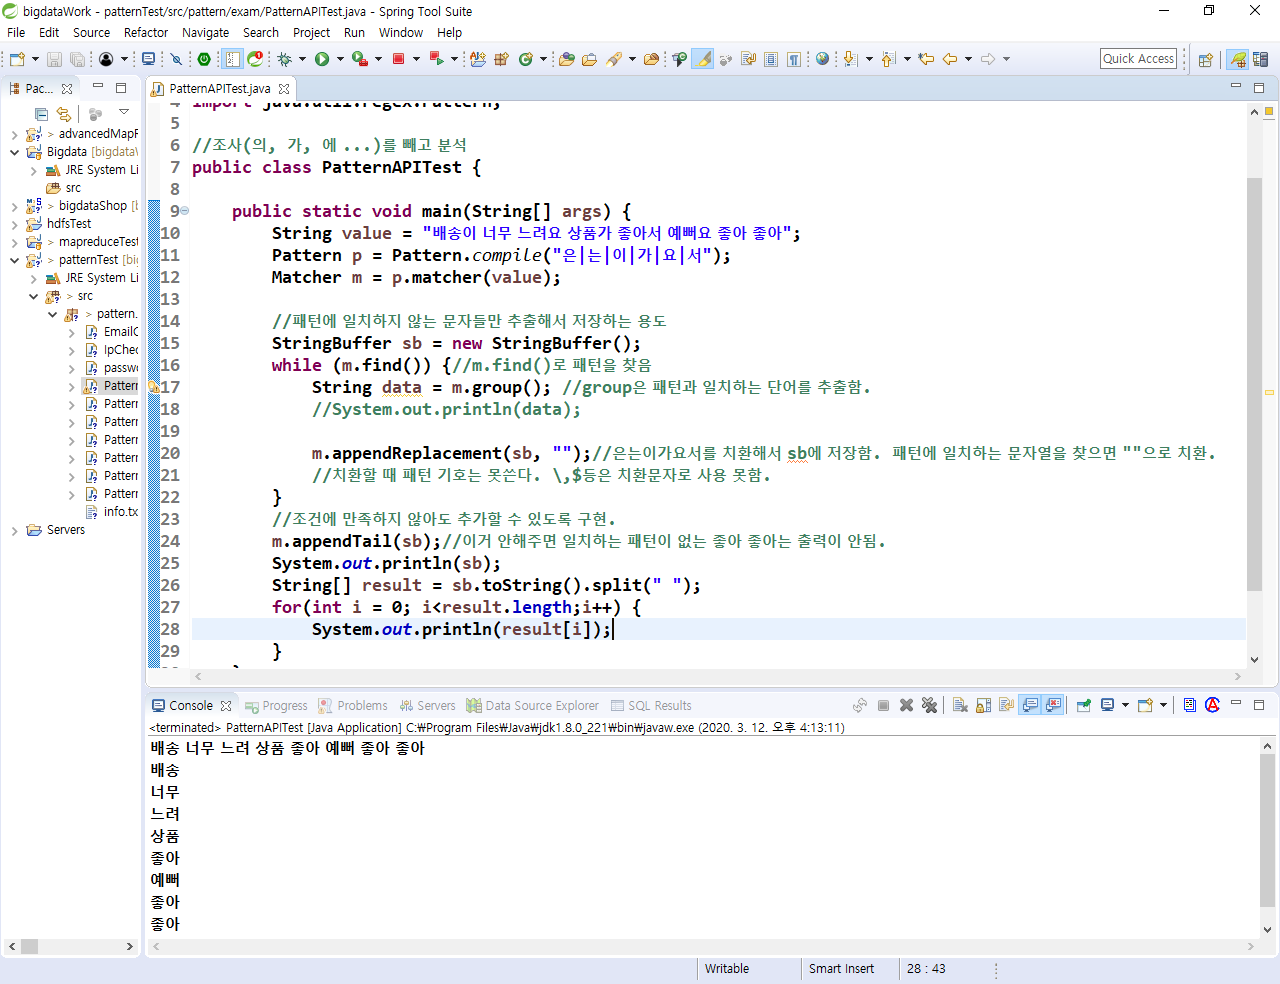 bigdataWork - patternTest/src/pattern/exam/PatternAPITest.java - Spring Tool Suite
File Edit Source Refactor Navigate Search Project Run Window Help
Quick Access
Pac...
advancedMapR
Bigdata [bigdataW
JRE System Li
src
> bigdataShop [b
hdfsTest
> mapreduceTest
> patternTest [big
JRE System Li
> src
> pattern.
EmailC
IpChec
passwo
Pattern
Pattern
Pattern
Pattern
Pattern
Pattern
Pattern
info.tx
Servers
PatternAPITest.java
4 import java.util.regex.Pattern;
5
6 //조사(의, 가, 에 ...)를 빼고 분석
7 public class PatternAPITest {
8
9 public static void main(String[] args) {
10 String value = "배송이 너무 느려요 상품가 좋아서 예뻐요 좋아 좋아";
11 Pattern p = Pattern.compile("은|는|이|가|요|서");
12 Matcher m = p.matcher(value);
13
14 //패턴에 일치하지 않는 문자들만 추출해서 저장하는 용도
15 StringBuffer sb = new StringBuffer();
16 while (m.find()) {//m.find()로 패턴을 찾음
17 String data = m.group(); //group은 패턴과 일치하는 단어를 추출함.
18 //System.out.println(data);
19
20 m.appendReplacement(sb, "");//은는이가요서를 치환해서 sb에 저장함. 패턴에 일치하는 문자열을 찾으면 ""으로 치환.
21 //치환할 때 패턴 기호는 못쓴다. \,$등은 치환문자로 사용 못함.
22 }
23 //조건에 만족하지 않아도 추가할 수 있도록 구현.
24 m.appendTail(sb);//이거 안해주면 일치하는 패턴이 없는 좋아 좋아는 출력이 안됨.
25 System.out.println(sb);
26 String[] result = sb.toString().split(" ");
27 for(int i = 0; i<result.length;i++) {
28 System.out.println(result[i]);
29 }
Console Progress Problems Servers Data Source Explorer SQL Results
<terminated> PatternAPITest [Java Application] C:₩Program Files₩Java₩jdk1.8.0_221₩bin₩javaw.exe (2020. 3. 12. 오후 4:13:11)
배송 너무 느려 상품 좋아 예뻐 좋아 좋아
배송
너무
느려
상품
좋아
예뻐
좋아
좋아
Writable Smart Insert 28 : 43